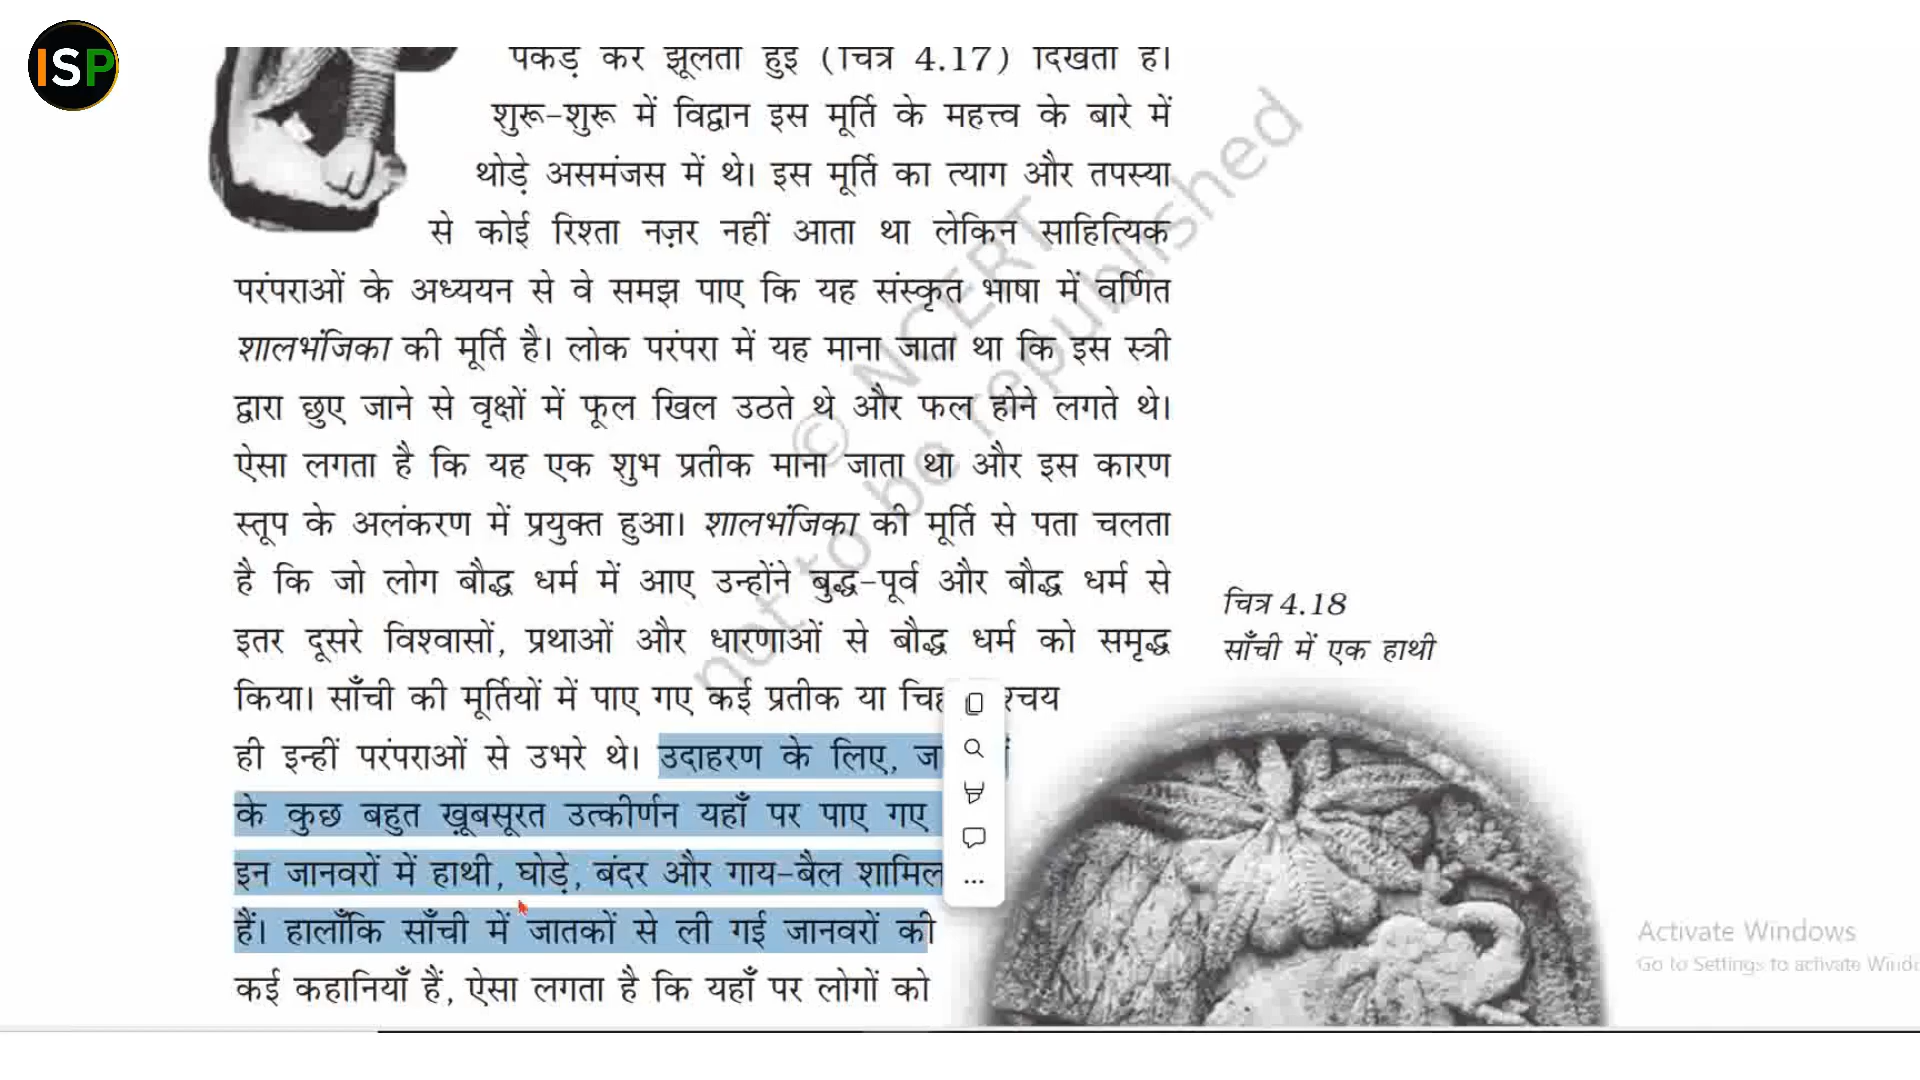 ISP
पकड़ कर झूलती हुई (चित्र 4.17) दिखती है।
शुरू-शुरू में विद्वान इस मूर्ति के महत्त्व के बारे में
थोड़े असमंजस में थे। इस मूर्ति का त्याग और तपस्या
से कोई रिश्ता नज़र नहीं आता था लेकिन साहित्यिक
परंपराओं के अध्ययन से वे समझ पाए कि यह संस्कृत भाषा में वर्णित
शालभंजिका की मूर्ति है। लोक परंपरा में यह माना जाता था कि इस स्त्री
द्वारा छुए जाने से वृक्षों में फूल खिल उठते थे और फल होने लगते थे।
ऐसा लगता है कि यह एक शुभ प्रतीक माना जाता था और इस कारण
स्तूप के अलंकरण में प्रयुक्त हुआ। शालभंजिका की मूर्ति से पता चलता
है कि जो लोग बौद्ध धर्म में आए उन्होंने बुद्ध-पूर्व और बौद्ध धर्म से
इतर दूसरे विश्वासों, प्रथाओं और धारणाओं से बौद्ध धर्म को समृद्ध
किया। साँची की मूर्तियों में पाए गए कई प्रतीक या
ही इन्हीं परंपराओं से उभरे थे। उदाहरण के लिए,
के कुछ बहुत ख़ूबसूरत उत्कीर्णन यहाँ पर पाए गए
इन जानवरों में हाथी, घोड़े, बंदर और गाय-बैल शामिल
हैं। हालाँकि साँची में जातकों से ली गई जानवरों की
कई कहानियाँ हैं, ऐसा लगता है कि यहाँ पर लोगों को
चित्र 4.18
साँची में एक हाथी
© NCERT
not to be republished
Activate Windows
Go to Settings to activate